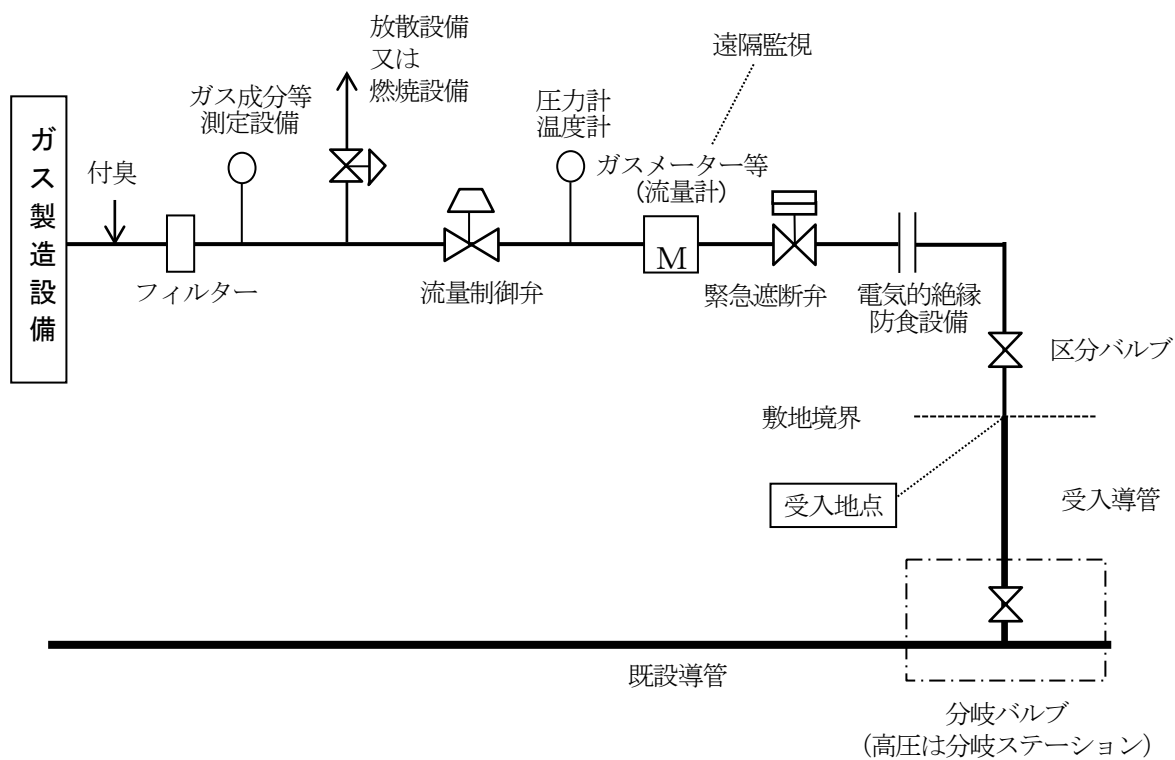 放散設備
又は
燃焼設備
遠隔監視
ガス成分等
測定設備
圧力計
温度計
ガス製造設備
付臭
ガスメーター等
（流量計）
M
フィルター
流量制御弁
緊急遮断弁
電気的絶縁
防食設備
区分バルブ
敷地境界
受入地点
受入導管
既設導管
分岐バルブ
（高圧は分岐ステーション）